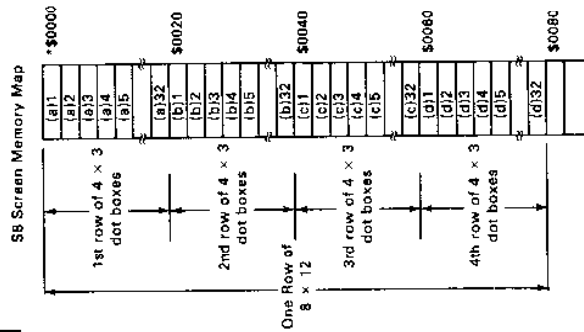 S8 Screen Memory Map
*$0000
(a)1
(a)2
(a)3
(a)4
(a)5
1st row of 4 × 3
dot boxes
(a)32
$0020
(b)1
(b)2
(b)3
(b)4
(b)5
2nd row of 4 × 3
dot boxes
(b)32
$0040
(c)1
(c)2
(c)3
(c)4
(c)5
3rd row of 4 × 3
dot boxes
(c)32
$0060
(d)1
(d)2
(d)3
(d)4
(d)5
4th row of 4 × 3
dot boxes
(d)32
$0080
One Row of
8 × 12